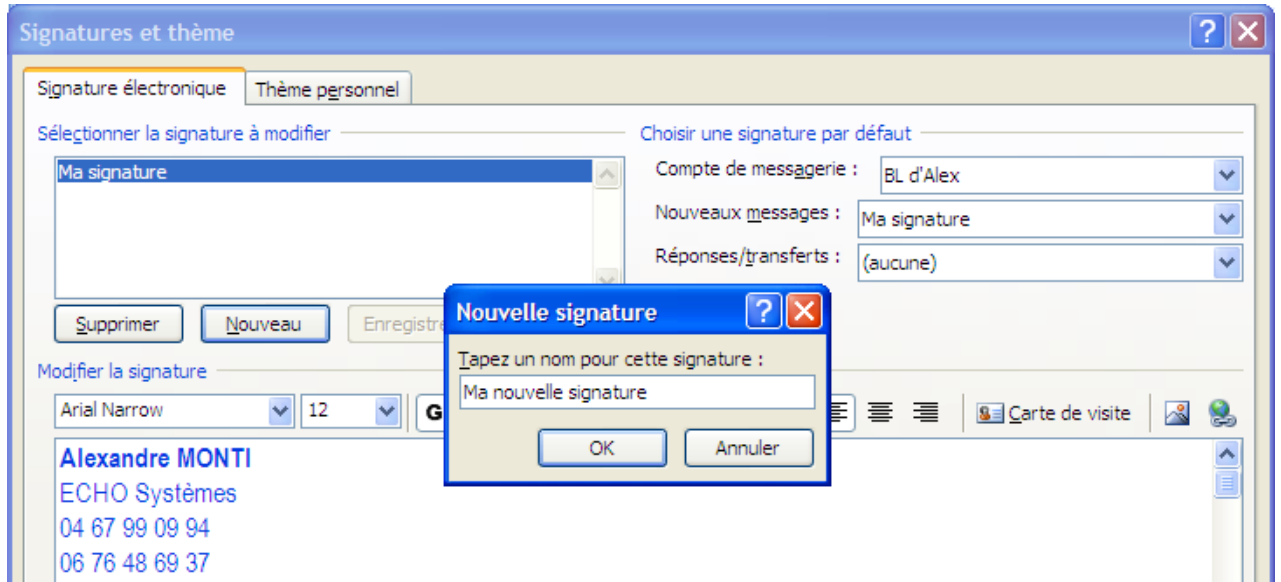 Signatures et thème
Signature électronique
Thème personnel
Sélectionner la signature à modifier
Ma signature
Choisir une signature par défaut
Compte de messagerie : BL d'Alex
Nouveaux messages : Ma signature
Réponses/transferts : (aucune)
Supprimer
Nouveau
Enregistre
Nouvelle signature
Tapez un nom pour cette signature :
Ma nouvelle signature
OK
Annuler
Modifier la signature
Arial Narrow
12
G
Carte de visite
Alexandre MONTI
ECHO Systèmes
04 67 99 09 94
06 76 48 69 37